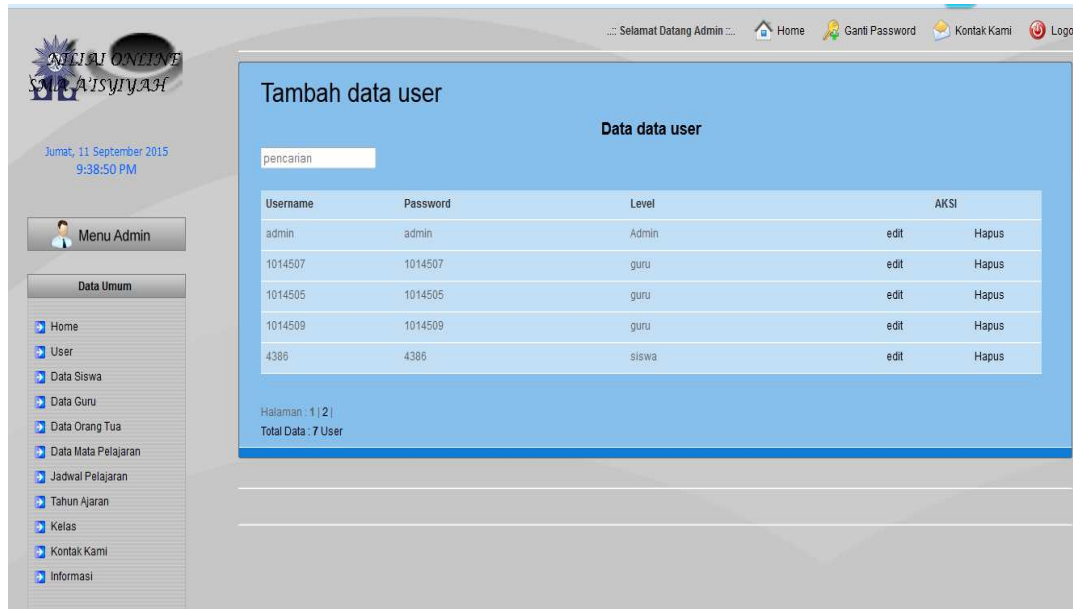 ..:: Selamat Datang Admin ::.. Home Ganti Password Kontak Kami Logo
NILIAI ONLINE
SMA A'ISYIYAH
Jumat, 11 September 2015
9:38:50 PM
Menu Admin
Data Umum
Home
User
Data Siswa
Data Guru
Data Orang Tua
Data Mata Pelajaran
Jadwal Pelajaran
Tahun Ajaran
Kelas
Kontak Kami
Informasi
Tambah data user
Data data user
pencarian
Username Password Level AKSI
admin admin Admin edit Hapus
1014507 1014507 guru edit Hapus
1014505 1014505 guru edit Hapus
1014509 1014509 guru edit Hapus
4386 4386 siswa edit Hapus
Halaman : 1 | 2 |
Total Data : 7 User